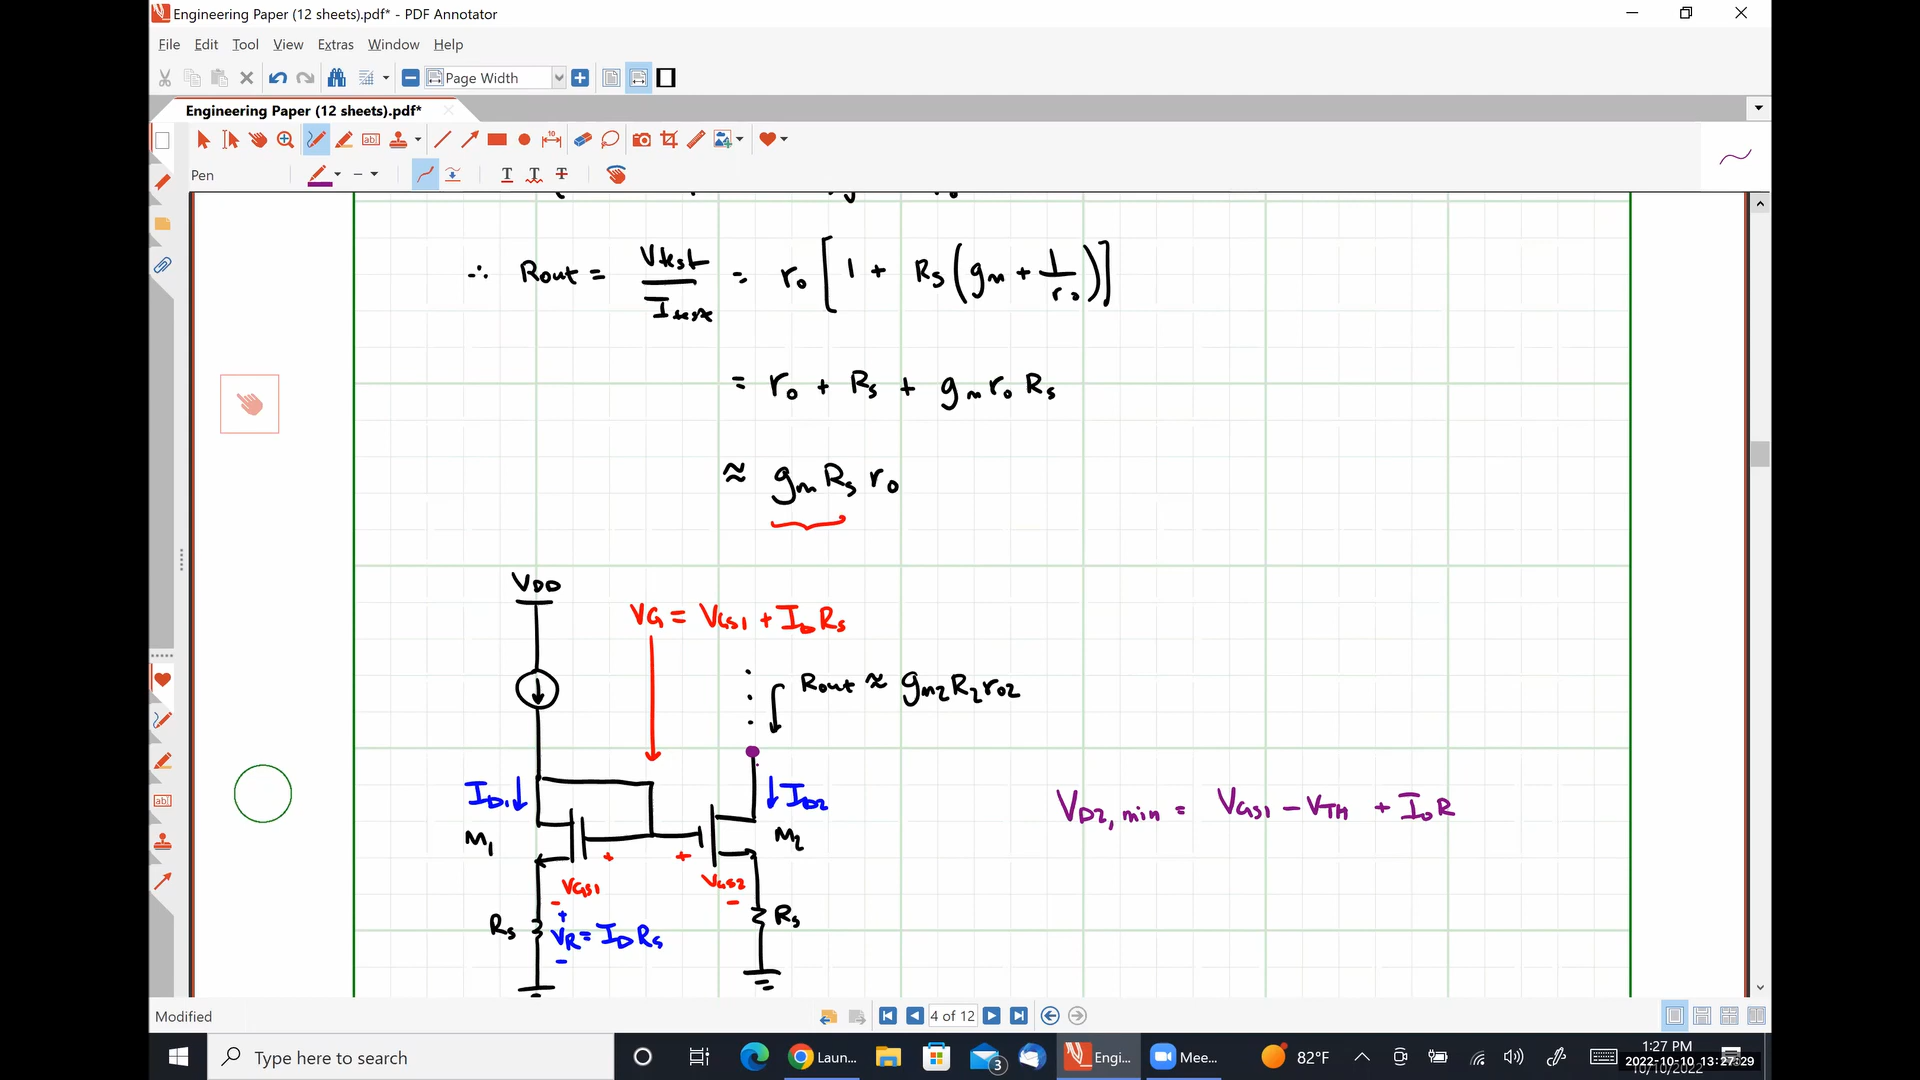 Engineering Paper (12 sheets).pdf* - PDF Annotator
File Edit Tool View Extras Window Help
Page Width
Engineering Paper (12 sheets).pdf*
Pen
∴ Rout = Vtest / Itest = ro [1 + Rs (gm + 1/ro)]
= ro + Rs + gm ro Rs
≈ gm Rs ro
VDD
VG = VGS1 + ID Rs
Rout ≈ gm2 R2 ro2
ID1 ↓
↓ ID2
VD2, min = VGS1 - VTH + ID R
M1
M2
+ +
VGS1
VGS2
- -
+
Rs
VR = ID Rs
Rs
-
Modified
4 of 12
Type here to search
Laun...
3
Engi...
Mee...
82°F
1:27 PM
2022-10-10 13:27:29
10/10/2022